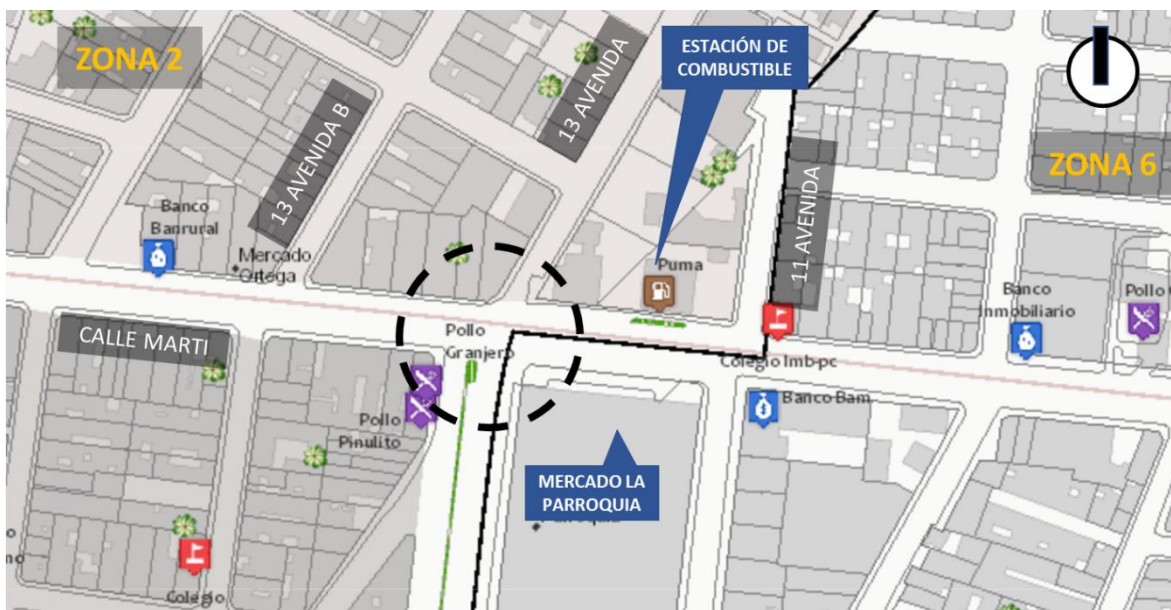 ZONA 2
13 AVENIDA B
13 AVENIDA
ESTACIÓN DE
COMBUSTIBLE
ZONA 6
11 AVENIDA
Banco
Banrural
Mercado
Ortega
Puma
CALLE MARTI
Pollo
Granjero
Banco
Inmobiliario
Pollo
Colegio Imb-pc
Pollo
Pinulito
Banco Bam
MERCADO LA
PARROQUIA
Colegio